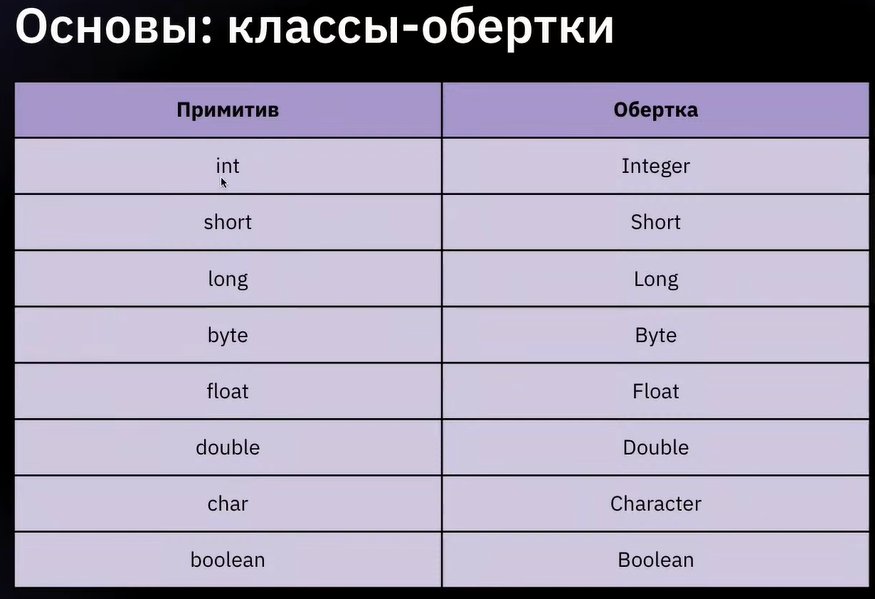 Основы: классы-обертки
Примитив Обертка
int Integer
short Short
long Long
byte Byte
float Float
double Double
char Character
boolean Boolean